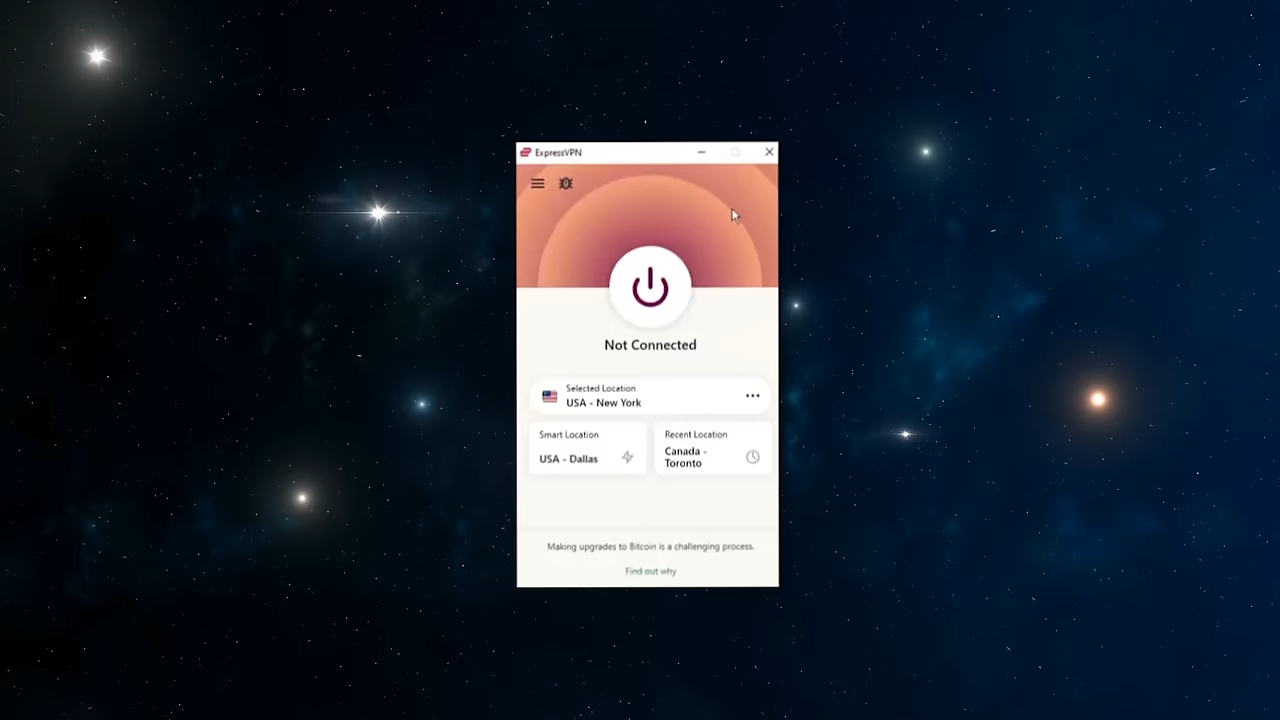 ExpressVPN
Not Connected
Selected Location
USA - New York
Smart Location
USA - Dallas
Recent Location
Canada -
Toronto
Making upgrades to Bitcoin is a challenging process.
Find out why